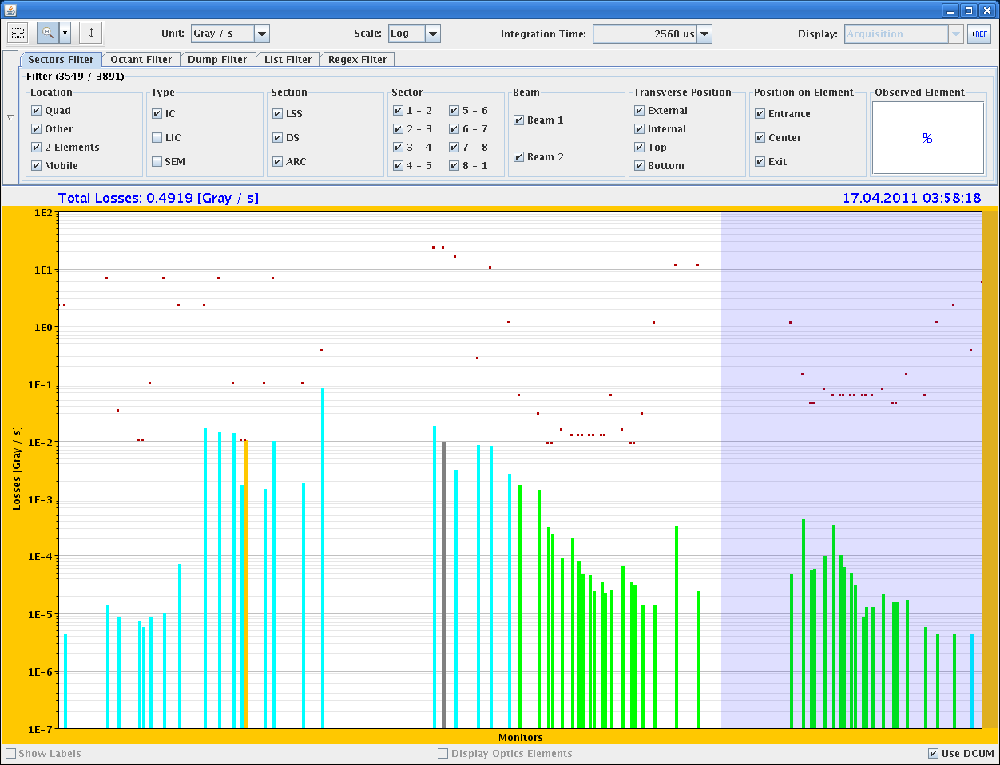 Unit: Gray / s Scale: Log Integration Time: 2560 us Display: Acquisition →REF
Sectors Filter Octant Filter Dump Filter List Filter Regex Filter
Filter (3549 / 3891)
Location Type Section Sector Beam Transverse Position Position on Element Observed Element
Quad IC LSS 1 - 2 5 - 6 Beam 1 External Entrance %
Other LIC DS 2 - 3 6 - 7 Internal Center
2 Elements SEM ARC 3 - 4 7 - 8 Beam 2 Top Exit
Mobile 4 - 5 8 - 1 Bottom
Total Losses: 0.4919 [Gray / s] 17.04.2011 03:58:18
1E2
1E1
1E0
1E-1
1E-2
1E-3
1E-4
1E-5
1E-6
1E-7
Losses [Gray / s]
Monitors
Show Labels Display Optics Elements Use DCUM